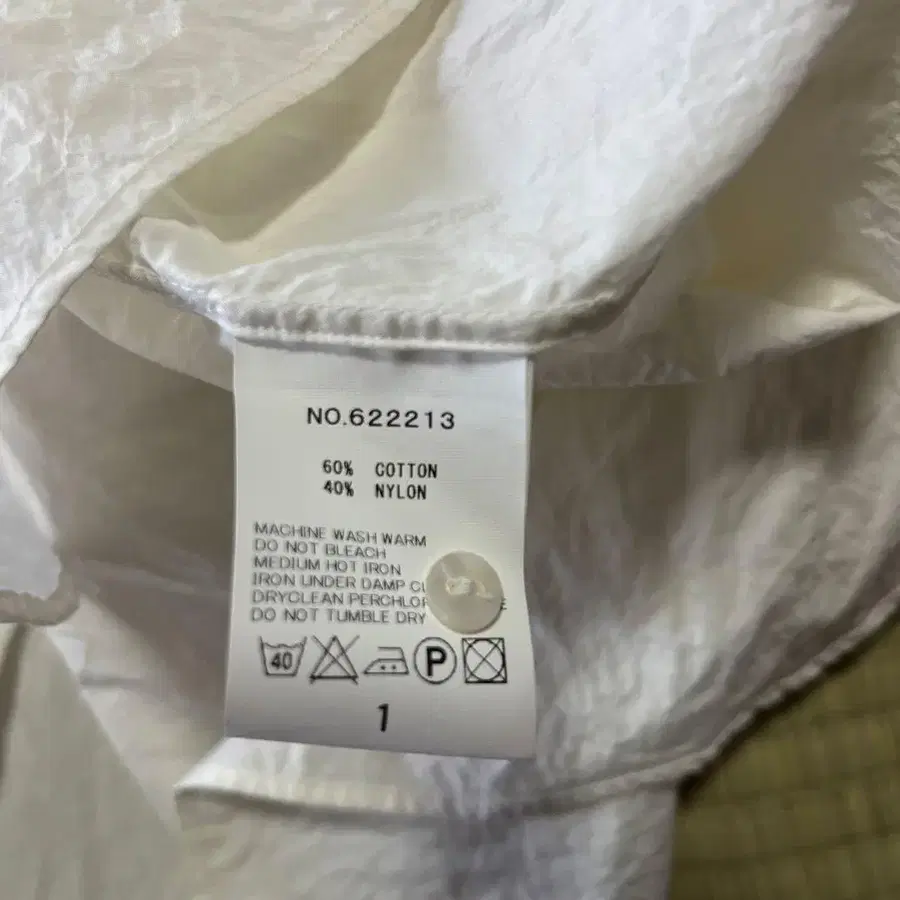 NO.622213
60% COTTON
40% NYLON
MACHINE WASH WARM
DO NOT BLEACH
MEDIUM HOT IRON
IRON UNDER DAMP
DRYCLEAN
DO NOT TUMBLE DRY
40
P
1